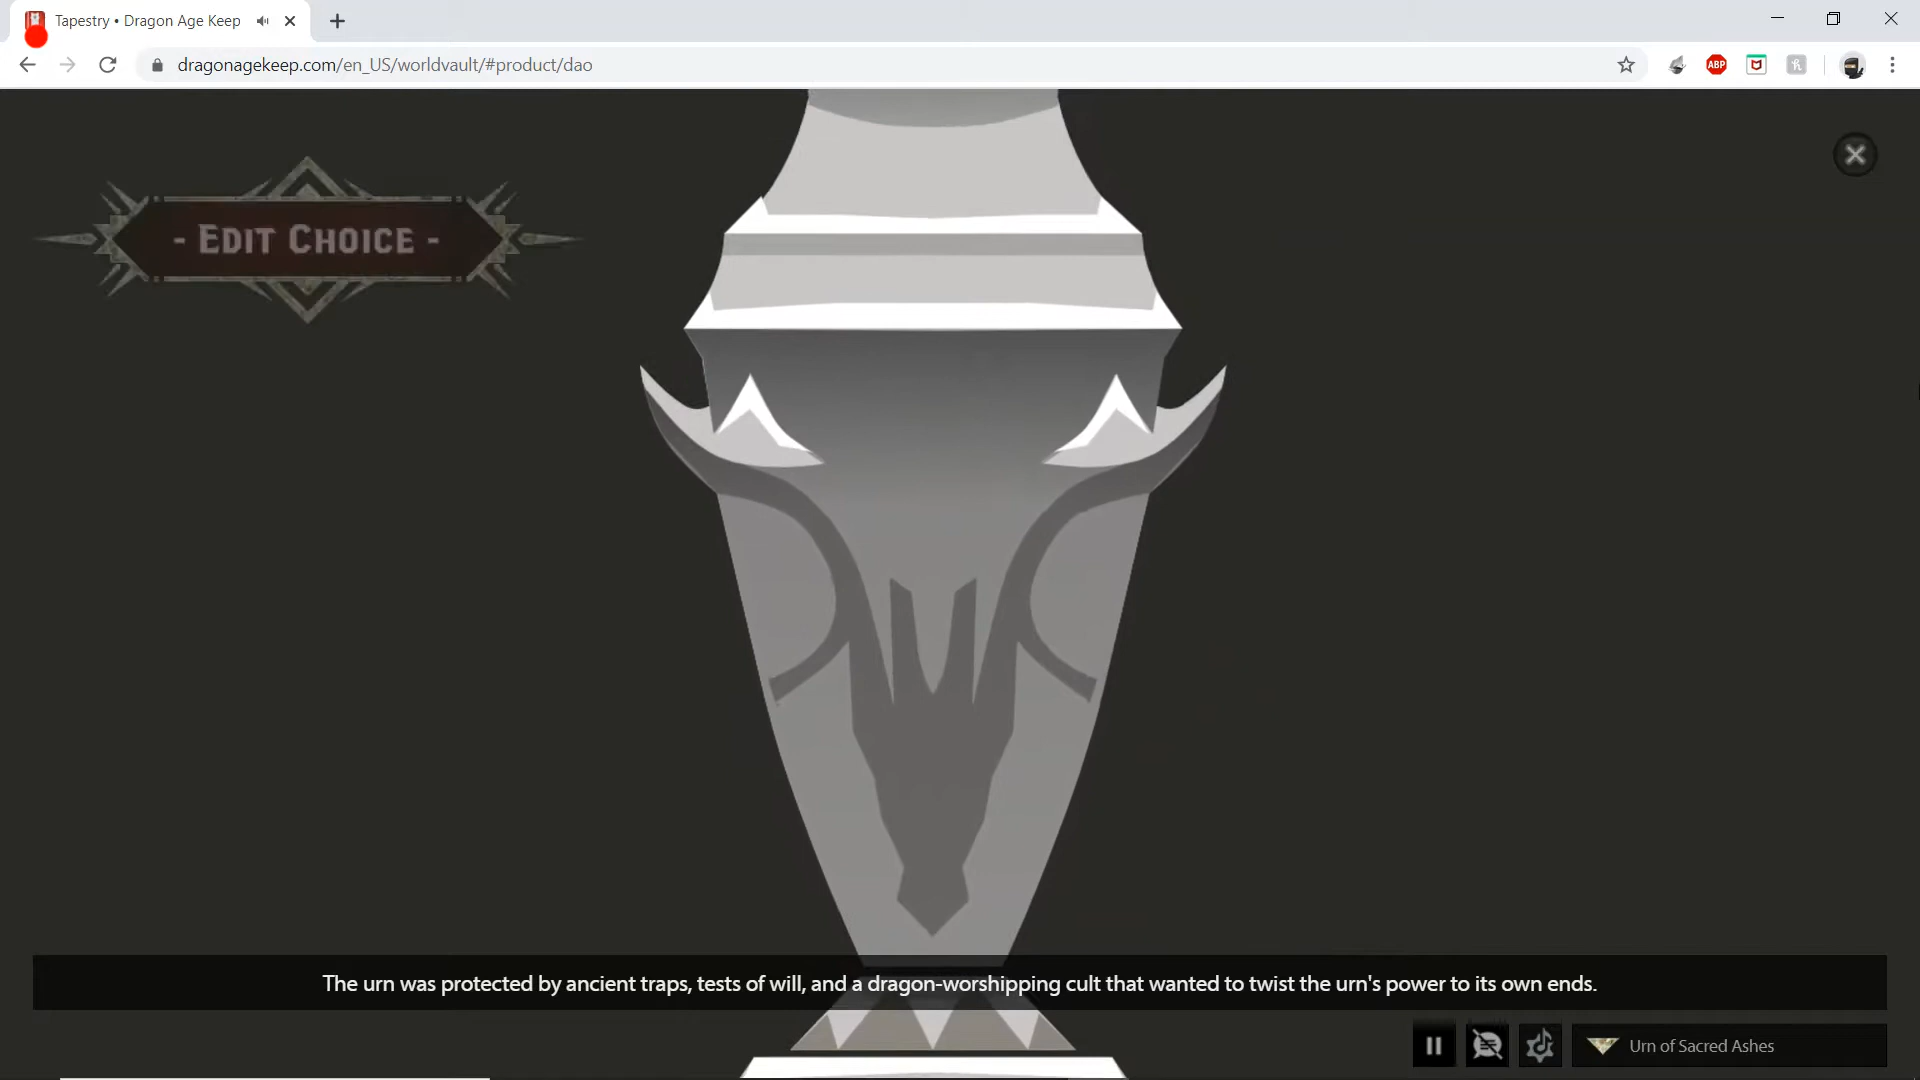 Tapestry • Dragon Age Keep
dragonagekeep.com/en_US/worldvault/#product/dao
ABP
- EDIT CHOICE -
The urn was protected by ancient traps, tests of will, and a dragon-worshipping cult that wanted to twist the urn's power to its own ends.
Urn of Sacred Ashes